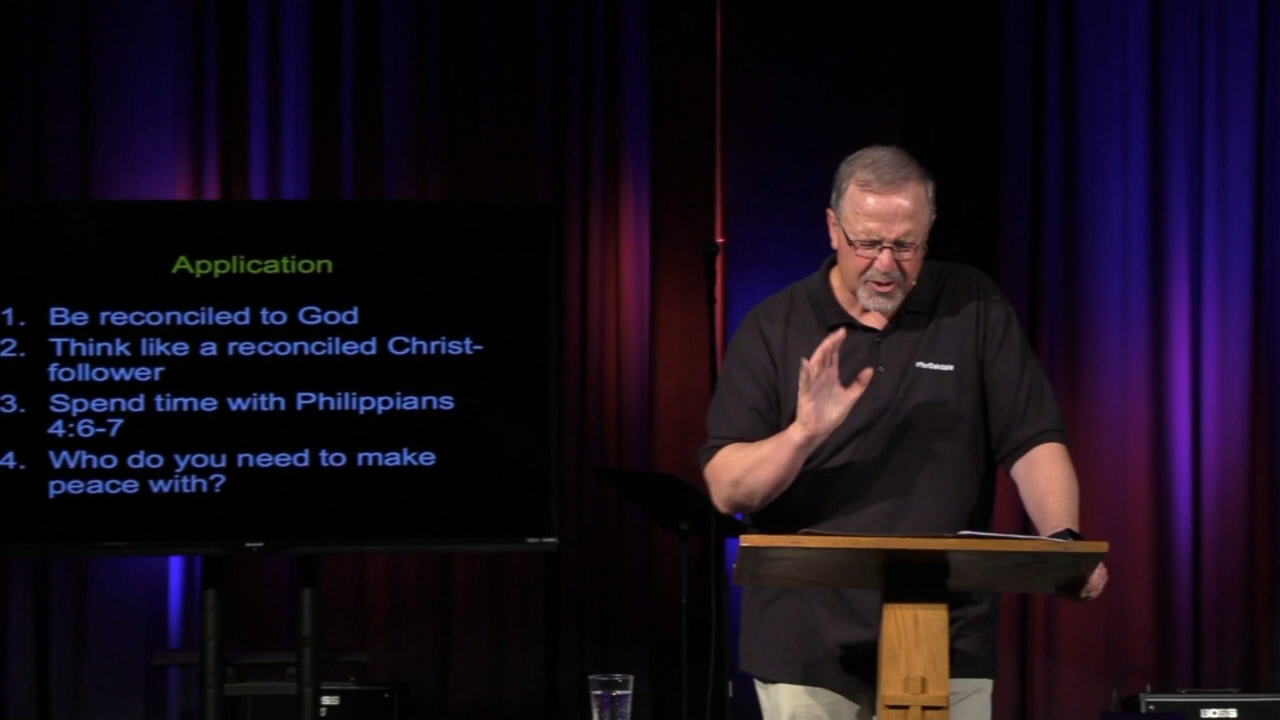 Application
1. Be reconciled to God
2. Think like a reconciled Christ-
follower
3. Spend time with Philippians
4:6-7
4. Who do you need to make
peace with?
BOSS